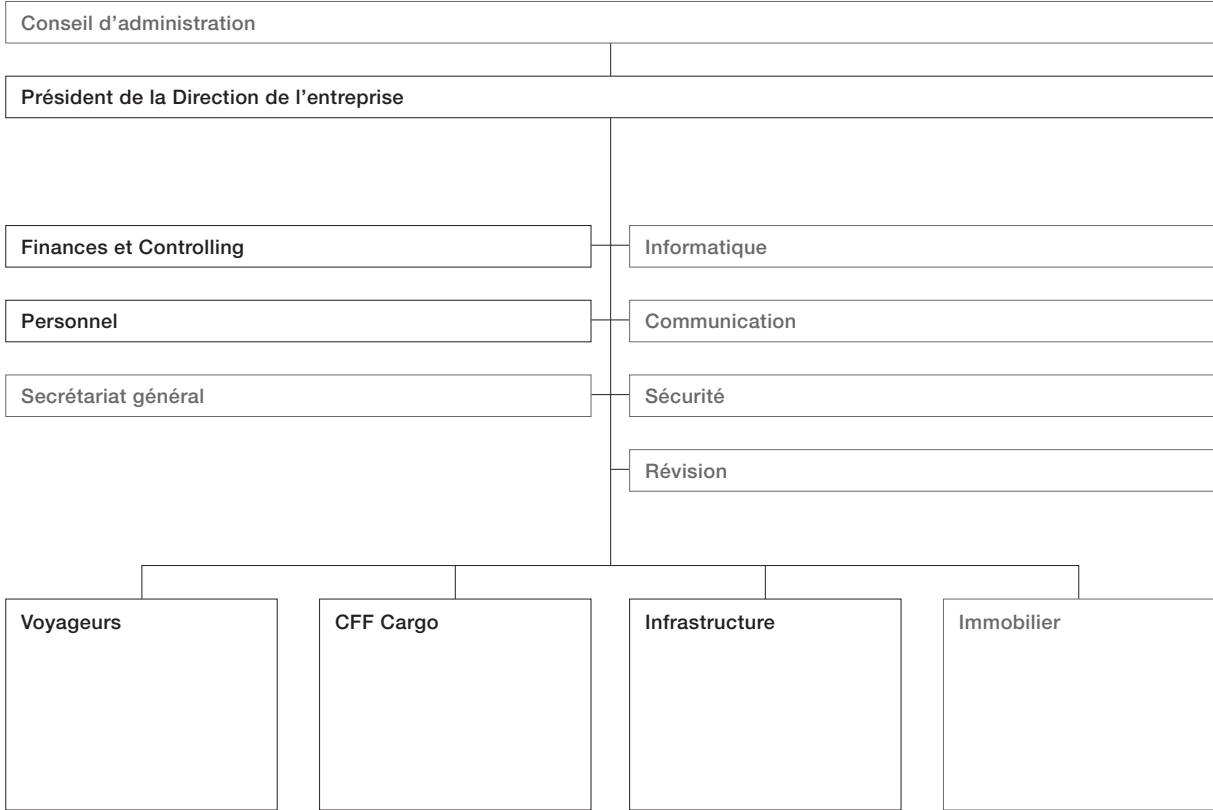 Conseil d’administration
Président de la Direction de l’entreprise
Finances et Controlling
Informatique
Personnel
Communication
Secrétariat général
Sécurité
Révision
Voyageurs
CFF Cargo
Infrastructure
Immobilier